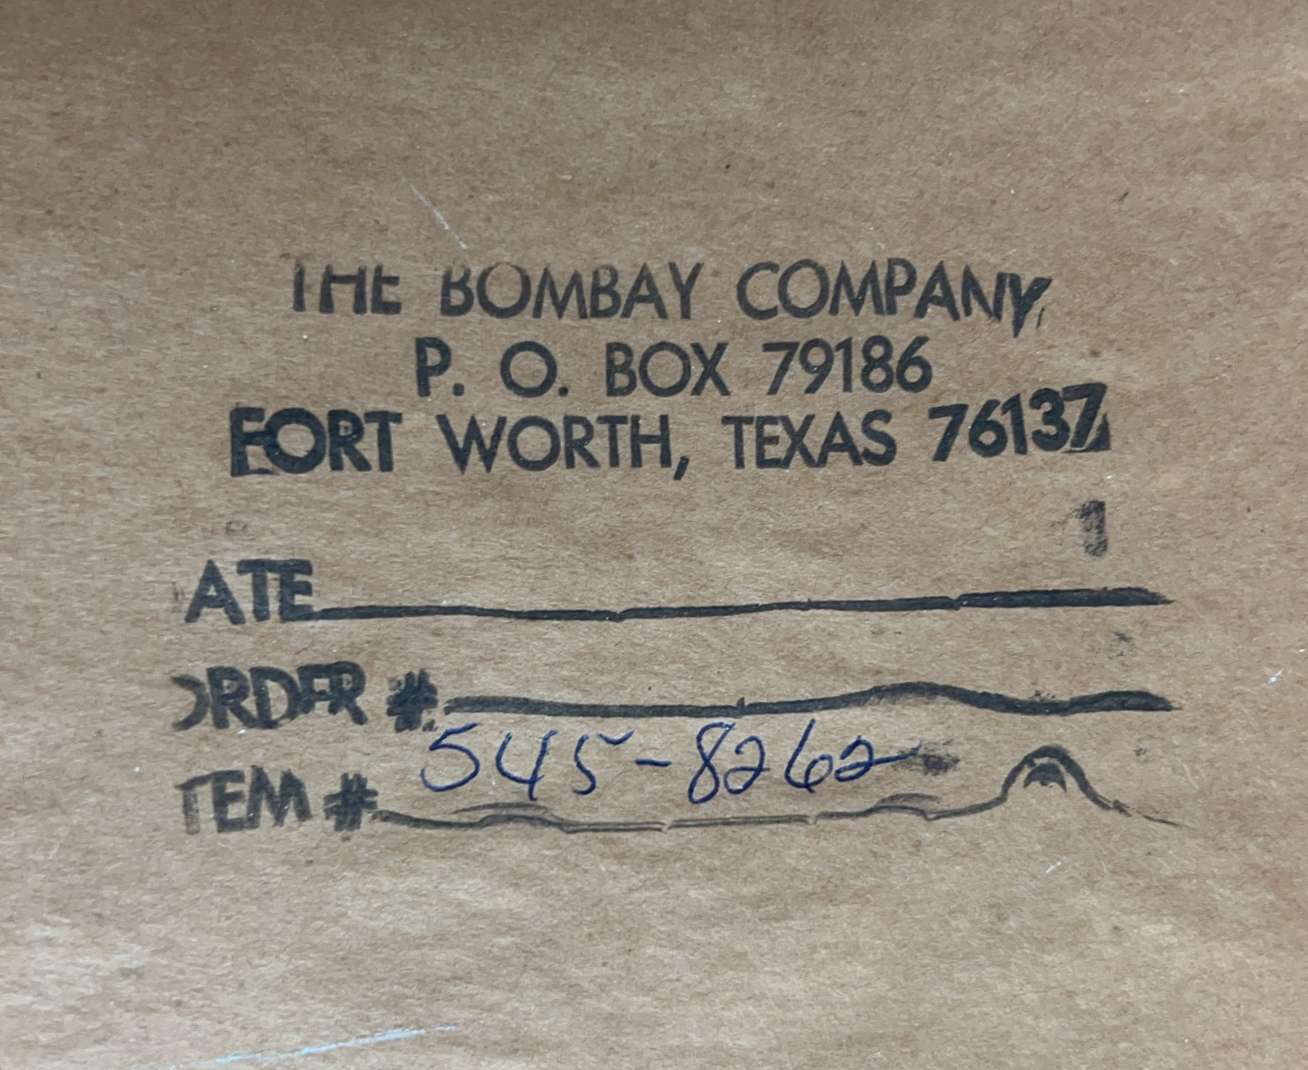 THE BOMBAY COMPANY,
P. O. BOX 79186
FORT WORTH, TEXAS 76137
ATE
ORDER #
TEM # 545-8262